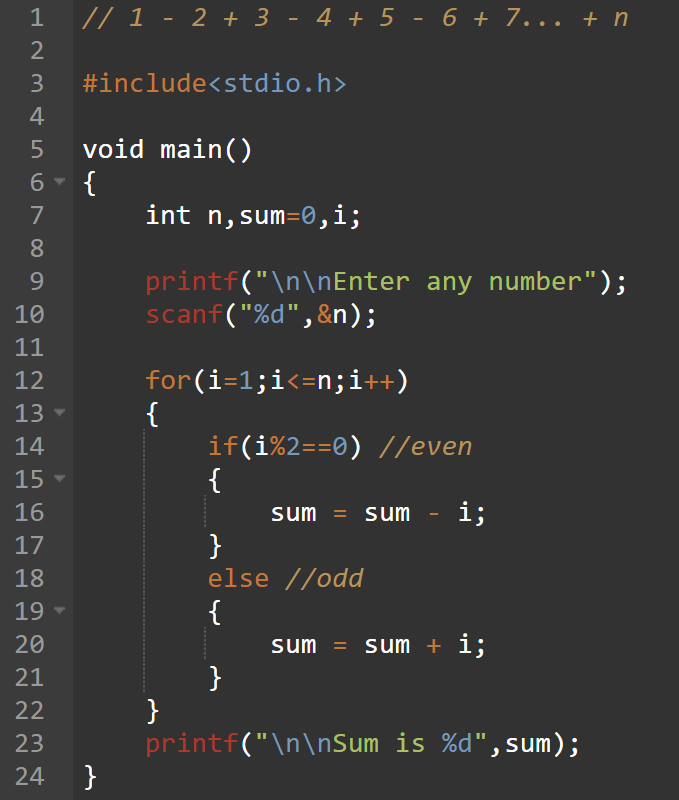 1 // 1 - 2 + 3 - 4 + 5 - 6 + 7... + n
2
3 #include<stdio.h>
4
5 void main()
6 {
7     int n,sum=0,i;
8
9     printf("\n\nEnter any number");
10     scanf("%d",&n);
11
12     for(i=1;i<=n;i++)
13     {
14         if(i%2==0) //even
15         {
16             sum = sum - i;
17         }
18         else //odd
19         {
20             sum = sum + i;
21         }
22     }
23     printf("\n\nSum is %d",sum);
24 }